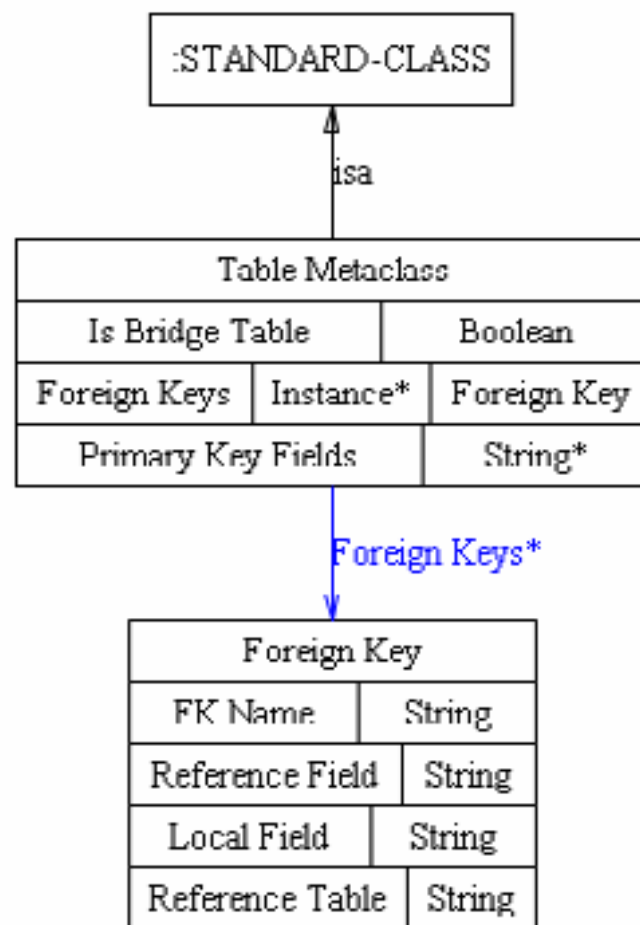 :STANDARD-CLASS
isa
Table Metaclass
Is Bridge Table Boolean
Foreign Keys Instance* Foreign Key
Primary Key Fields String*
Foreign Keys*
Foreign Key
FK Name String
Reference Field String
Local Field String
Reference Table String